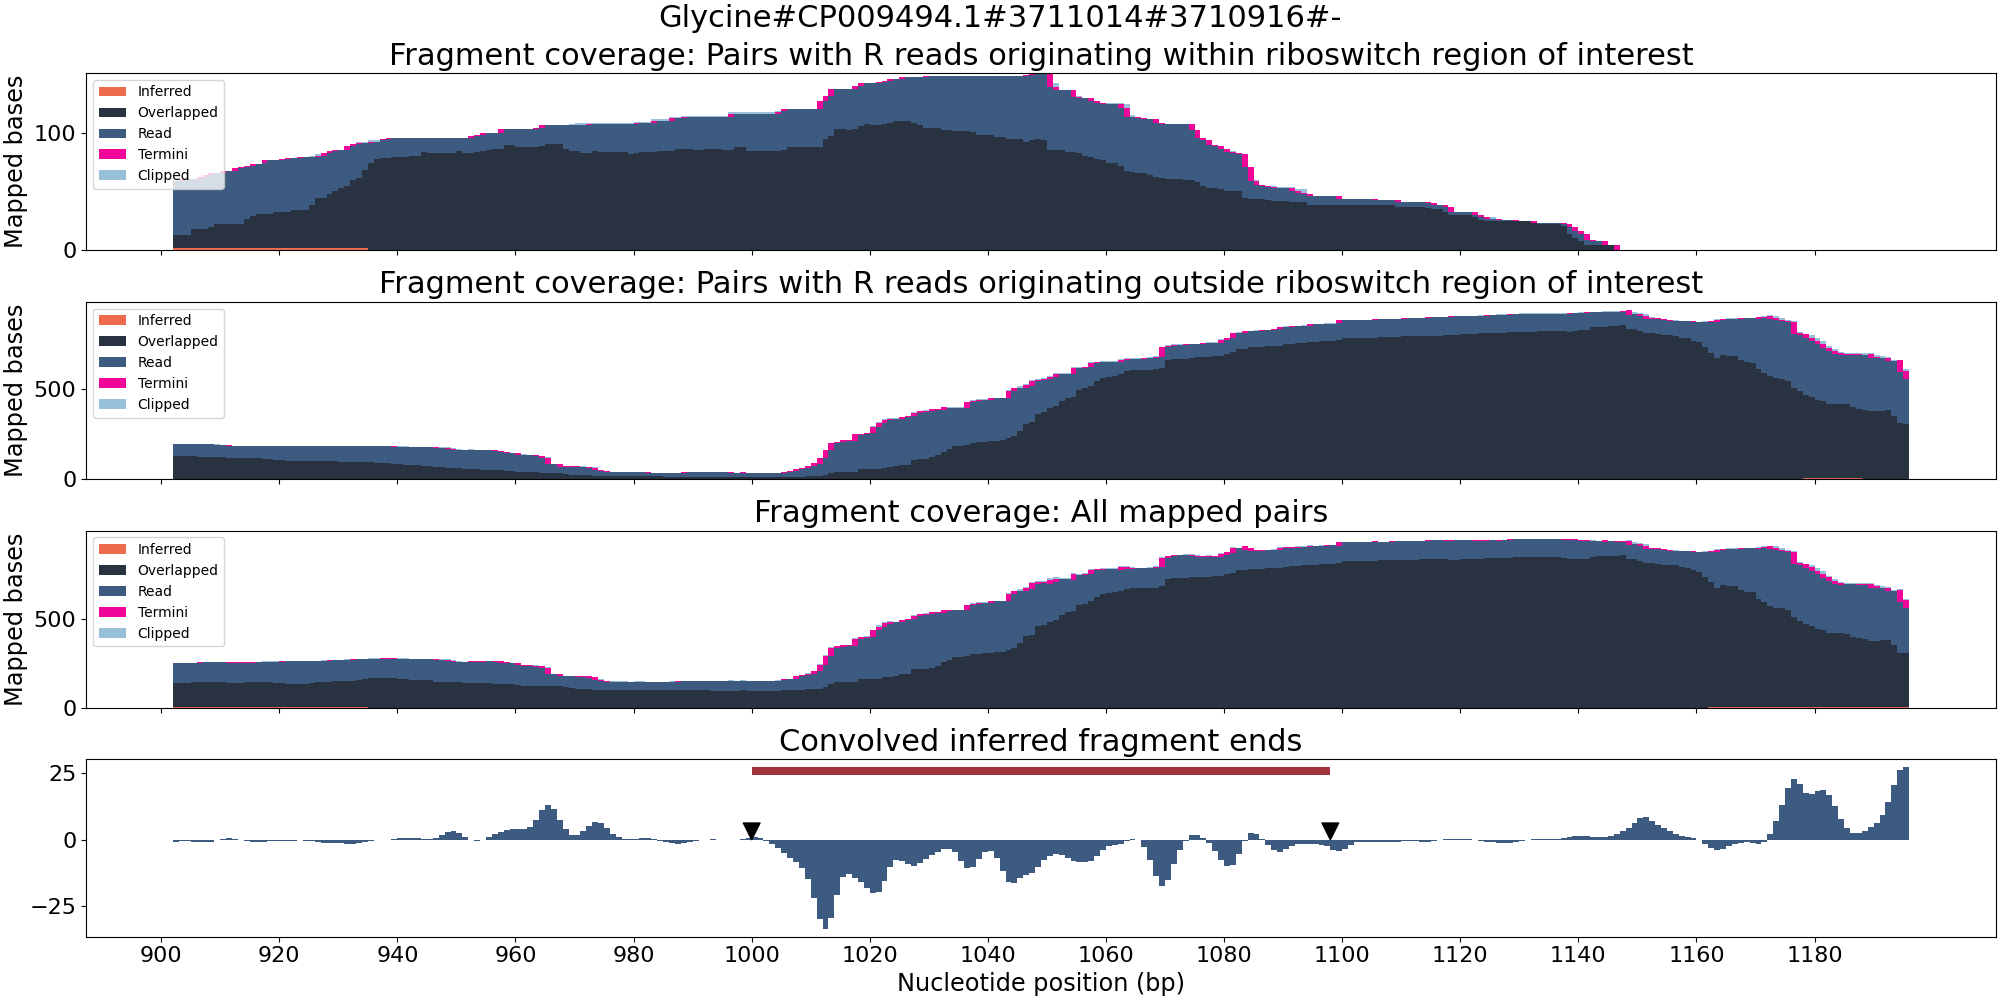 Glycine#CP009494.1#3711014#3710916#-
Fragment coverage: Pairs with R reads originating within riboswitch region of interest
Mapped bases
100
0
Inferred
Overlapped
Read
Termini
Clipped
Fragment coverage: Pairs with R reads originating outside riboswitch region of interest
Mapped bases
500
0
Inferred
Overlapped
Read
Termini
Clipped
Fragment coverage: All mapped pairs
Mapped bases
500
0
Inferred
Overlapped
Read
Termini
Clipped
Convolved inferred fragment ends
25
0
−25
900 920 940 960 980 1000 1020 1040 1060 1080 1100 1120 1140 1160 1180
Nucleotide position (bp)